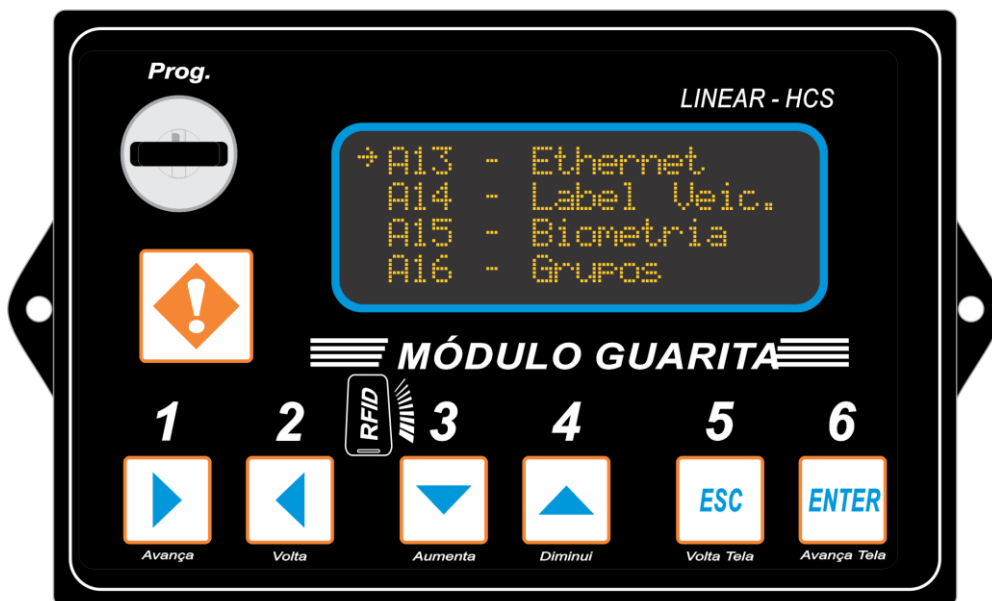 Prog.
LINEAR - HCS
→A13 - Ethernet
A14 - Label Veic.
A15 - Biometria
A16 - Grupos
!
MÓDULO GUARITA
RFID
1 2 3 4 5 6
ESC ENTER
Avança Volta Aumenta Diminui Volta Tela Avança Tela